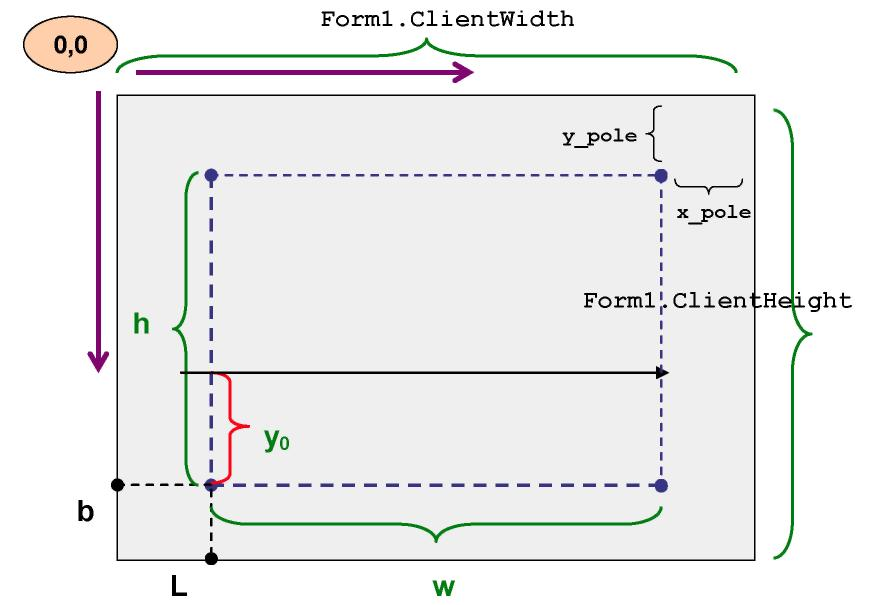 Form1.ClientWidth
0,0
y_pole
x_pole
Form1.ClientHeight
h
y₀
b
L
w